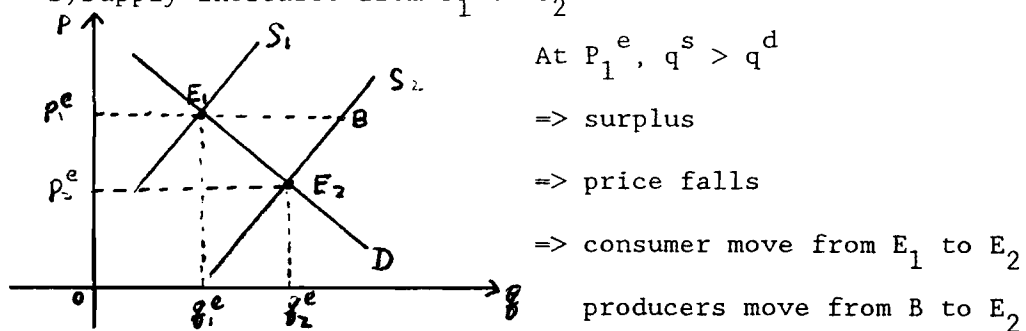 Supply increases from S₁ to S₂
P
S₁
At P₁ᵉ, qˢ > qᵈ
S₂
E₁
P₁ᵉ
B
=> surplus
P₂ᵉ
E₂
=> price falls
D
=> consumer move from E₁ to E₂
0
q
producers move from B to E₂
q₁ᵉ
q₂ᵉ